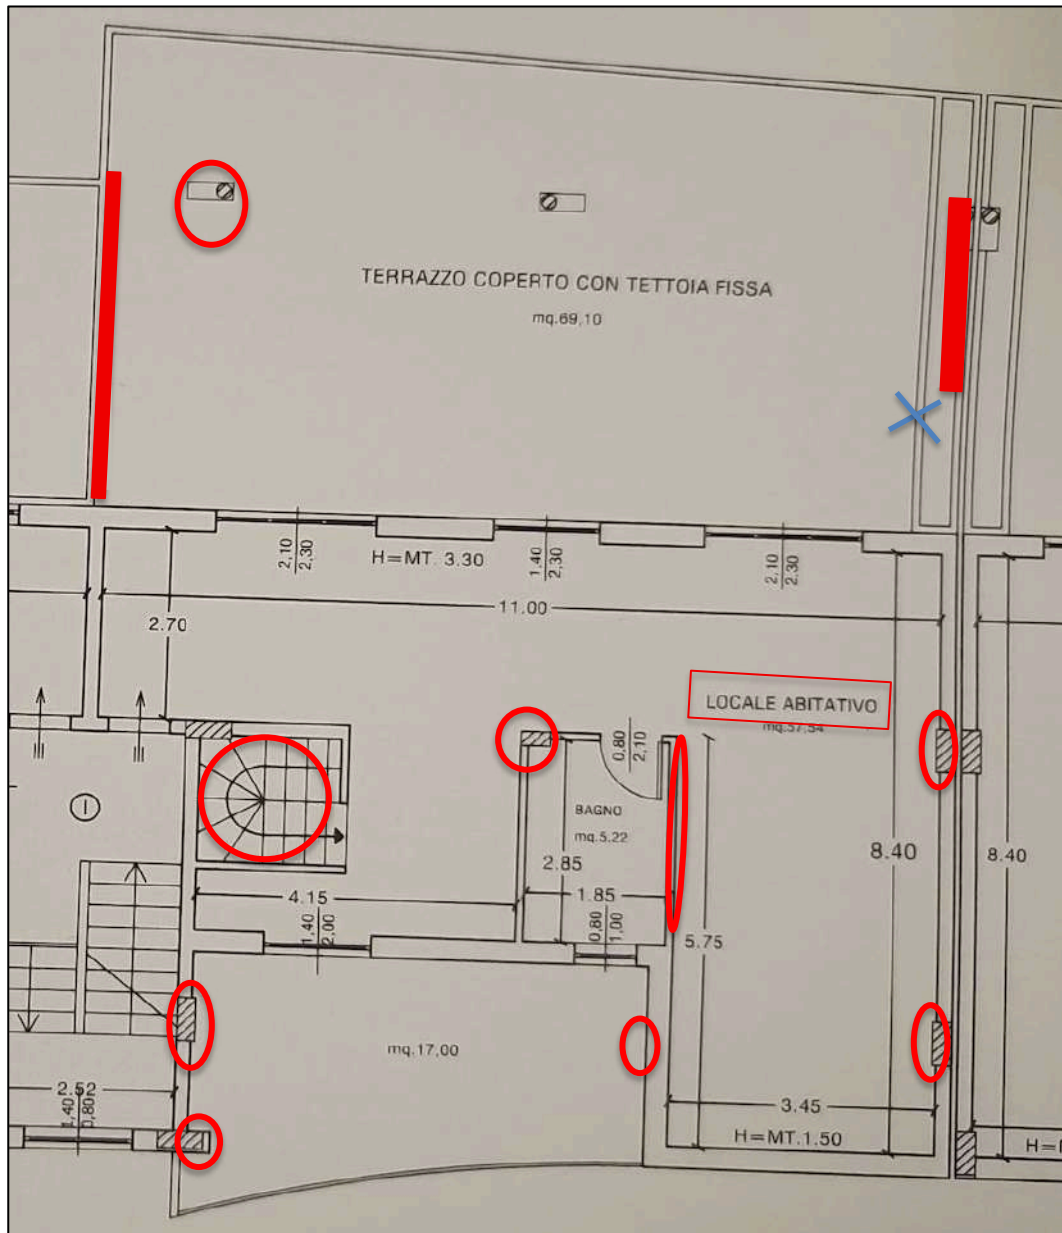 TERRAZZO COPERTO CON TETTOIA FISSA
mq.69,10
2,10
2,30
H=MT. 3.30
1,40
2,30
2,10
2,30
11.00
2.70
LOCALE ABITATIVO
mq.57,54
0,80
2,10
I
BAGNO
mq.5.22
2.85
8.40
8.40
4.15
1.85
1,40
2,00
0,80
1,00
5.75
mq.17,00
2.52
1,40
0,80
3.45
H=MT.1.50